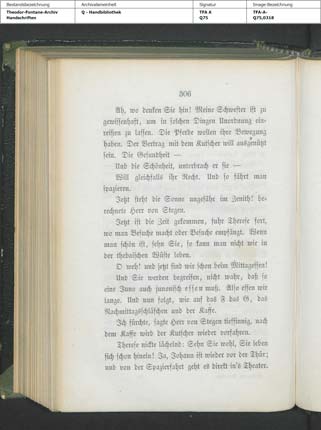 Bestandsbezeichnung Archivalieneinheit Signatur Image-Bezeichnung
Theodor-Fontane-Archiv Q - Handbibliothek TFA A TFA-A-
Handschriften Q75 Q75,0318
506
Ah, wo denken Sie hin! Meine Schwester ist zu
gewissenhaft, um in solchen Dingen Unordnung ein-
reißen zu lassen. Die Pferde wollen ihre Bewegung
haben. Der Vertrag mit dem Kutscher will ausgenützt
sein. Die Gesundheit —
Und die Schönheit, unterbrach er sie —
Will gleichfalls ihr Recht. Und so fährt man
spazieren.
Jetzt steht die Sonne ungefähr im Zenith! be-
rechnete Herr von Stegen.
Jetzt ist die Zeit gekommen, fuhr Therese fort,
wo man Besuche macht oder Besuche empfängt. Wenn
man schön ist, sehn Sie, so kann man nicht wie in
der thebaischen Wüste leben.
O weh! und jetzt sind wir schon beim Mittagessen!
Und Sie werden begreifen, nicht wahr, daß so
eine Juno auch junonisch essen muß. Also essen wir
lange. Und nun folgt, wie auf das F das G, das
Nachmittagsschläfchen und der Kaffe.
Ich fürchte, sagte Herr von Stegen tiefsinnig, nach
dem Kaffe wird der Kutscher wieder vorfahren.
Therese nickte lächelnd: Sehn Sie wohl, Sie leben
sich schon hinein! Ja, Johann ist wieder vor der Thür;
und von der Spazierfahrt geht es direkt in's Theater.